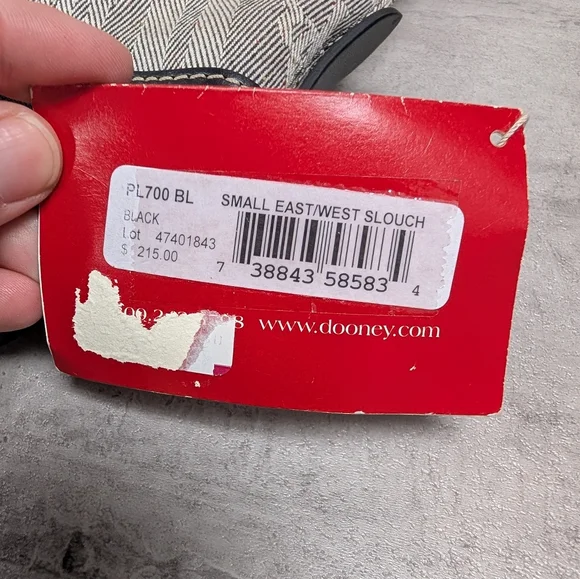 PL700 BL
SMALL EAST/WEST SLOUCH
BLACK
Lot 47401843
$ 215.00
7 38843 58583 4
www.dooney.com